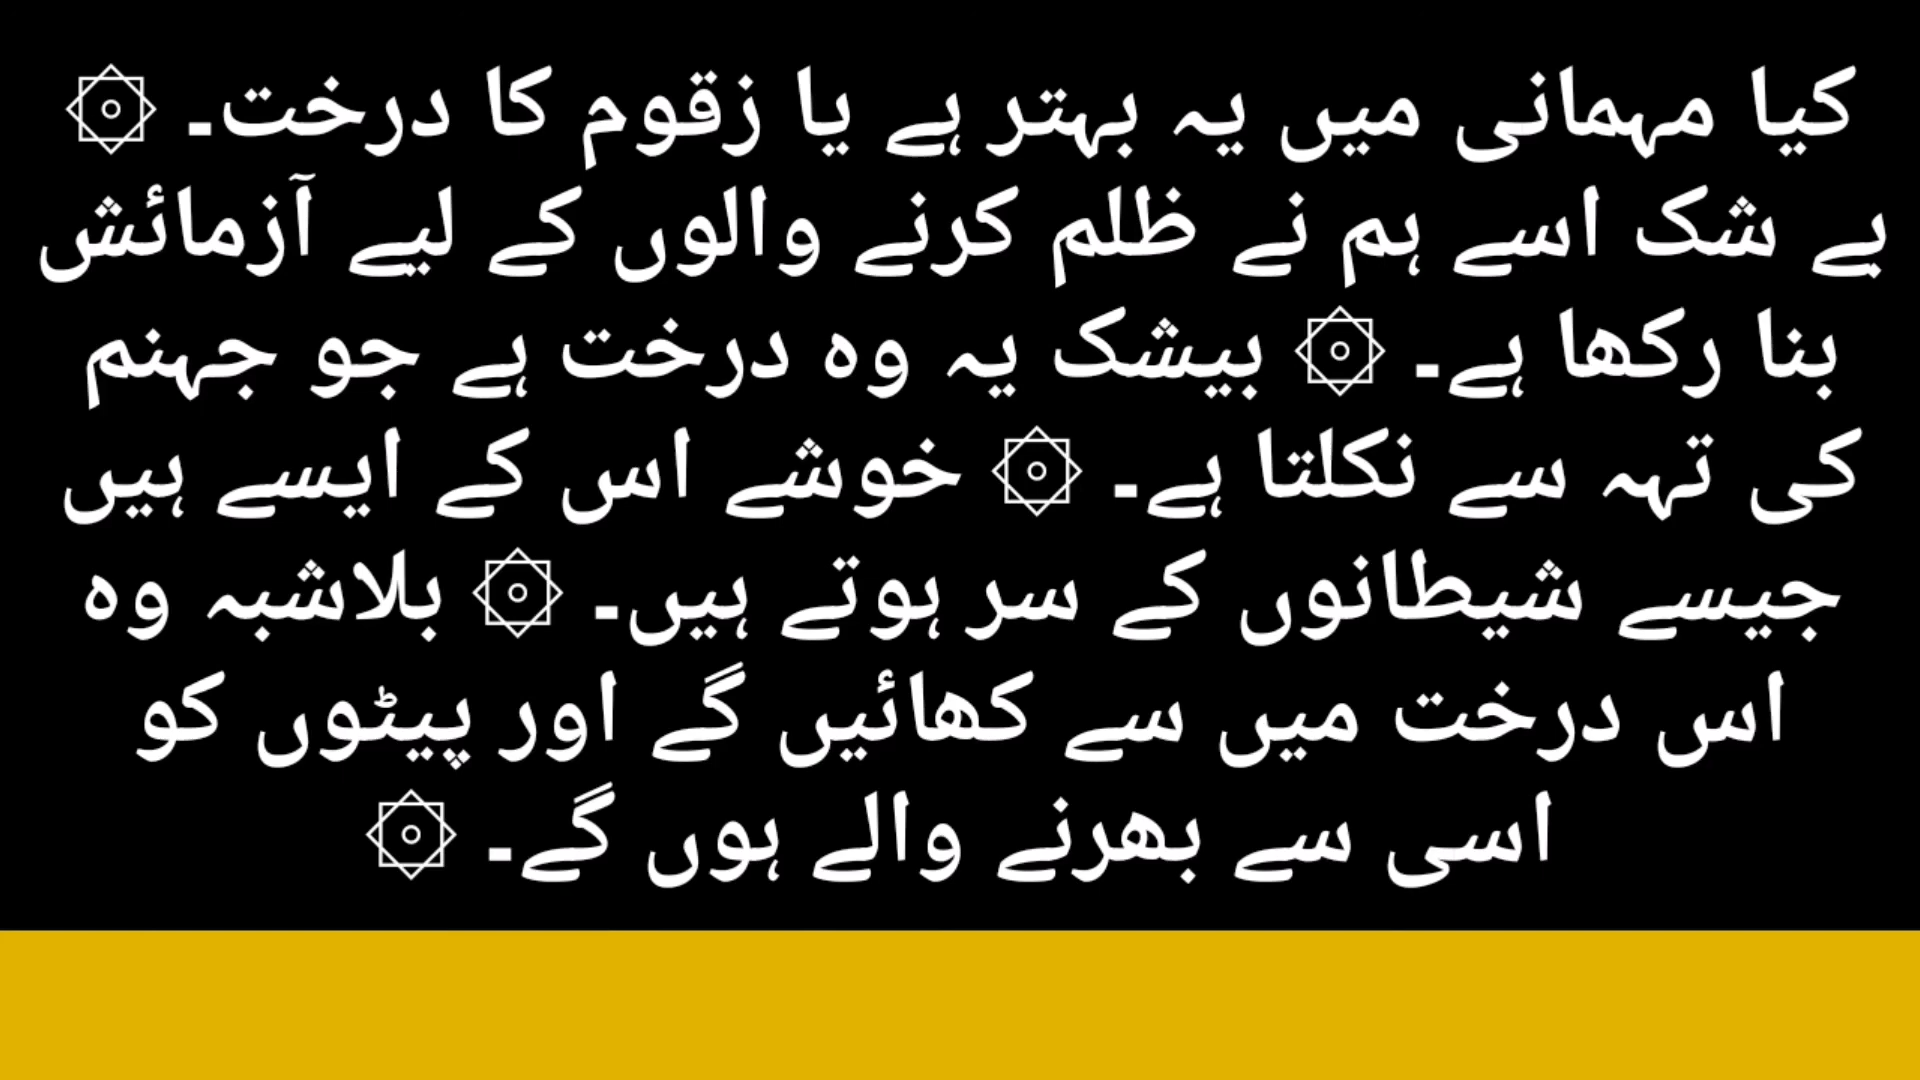 کیا مہمانی میں یہ بہتر ہے یا زقوم کا درخت۔ ۞
بے شک اسے ہم نے ظلم کرنے والوں کے لیے آزمائش
بنا رکھا ہے۔ ۞ بیشک یہ وہ درخت ہے جو جہنم
کی تہہ سے نکلتا ہے۔ ۞ خوشے اس کے ایسے ہیں
جیسے شیطانوں کے سر ہوتے ہیں۔ ۞ بلاشبہ وہ
اس درخت میں سے کھائیں گے اور پیٹوں کو
اسی سے بھرنے والے ہوں گے۔ ۞